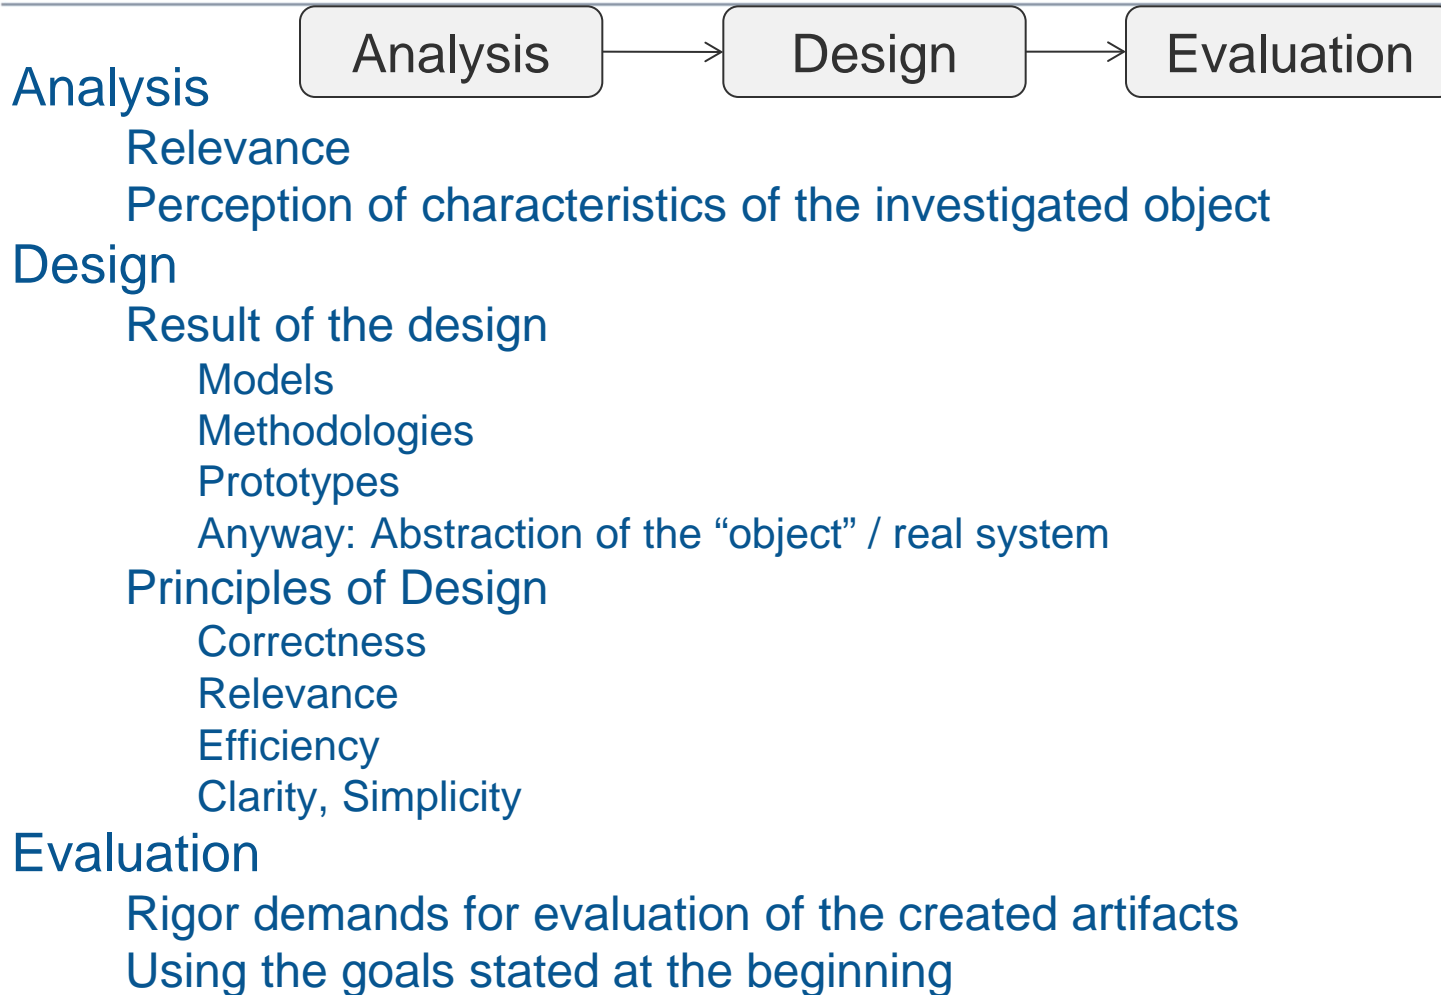 Analysis
Design
Evaluation
Analysis
Relevance
Perception of characteristics of the investigated object
Design
Result of the design
Models
Methodologies
Prototypes
Anyway: Abstraction of the “object” / real system
Principles of Design
Correctness
Relevance
Efficiency
Clarity, Simplicity
Evaluation
Rigor demands for evaluation of the created artifacts
Using the goals stated at the beginning